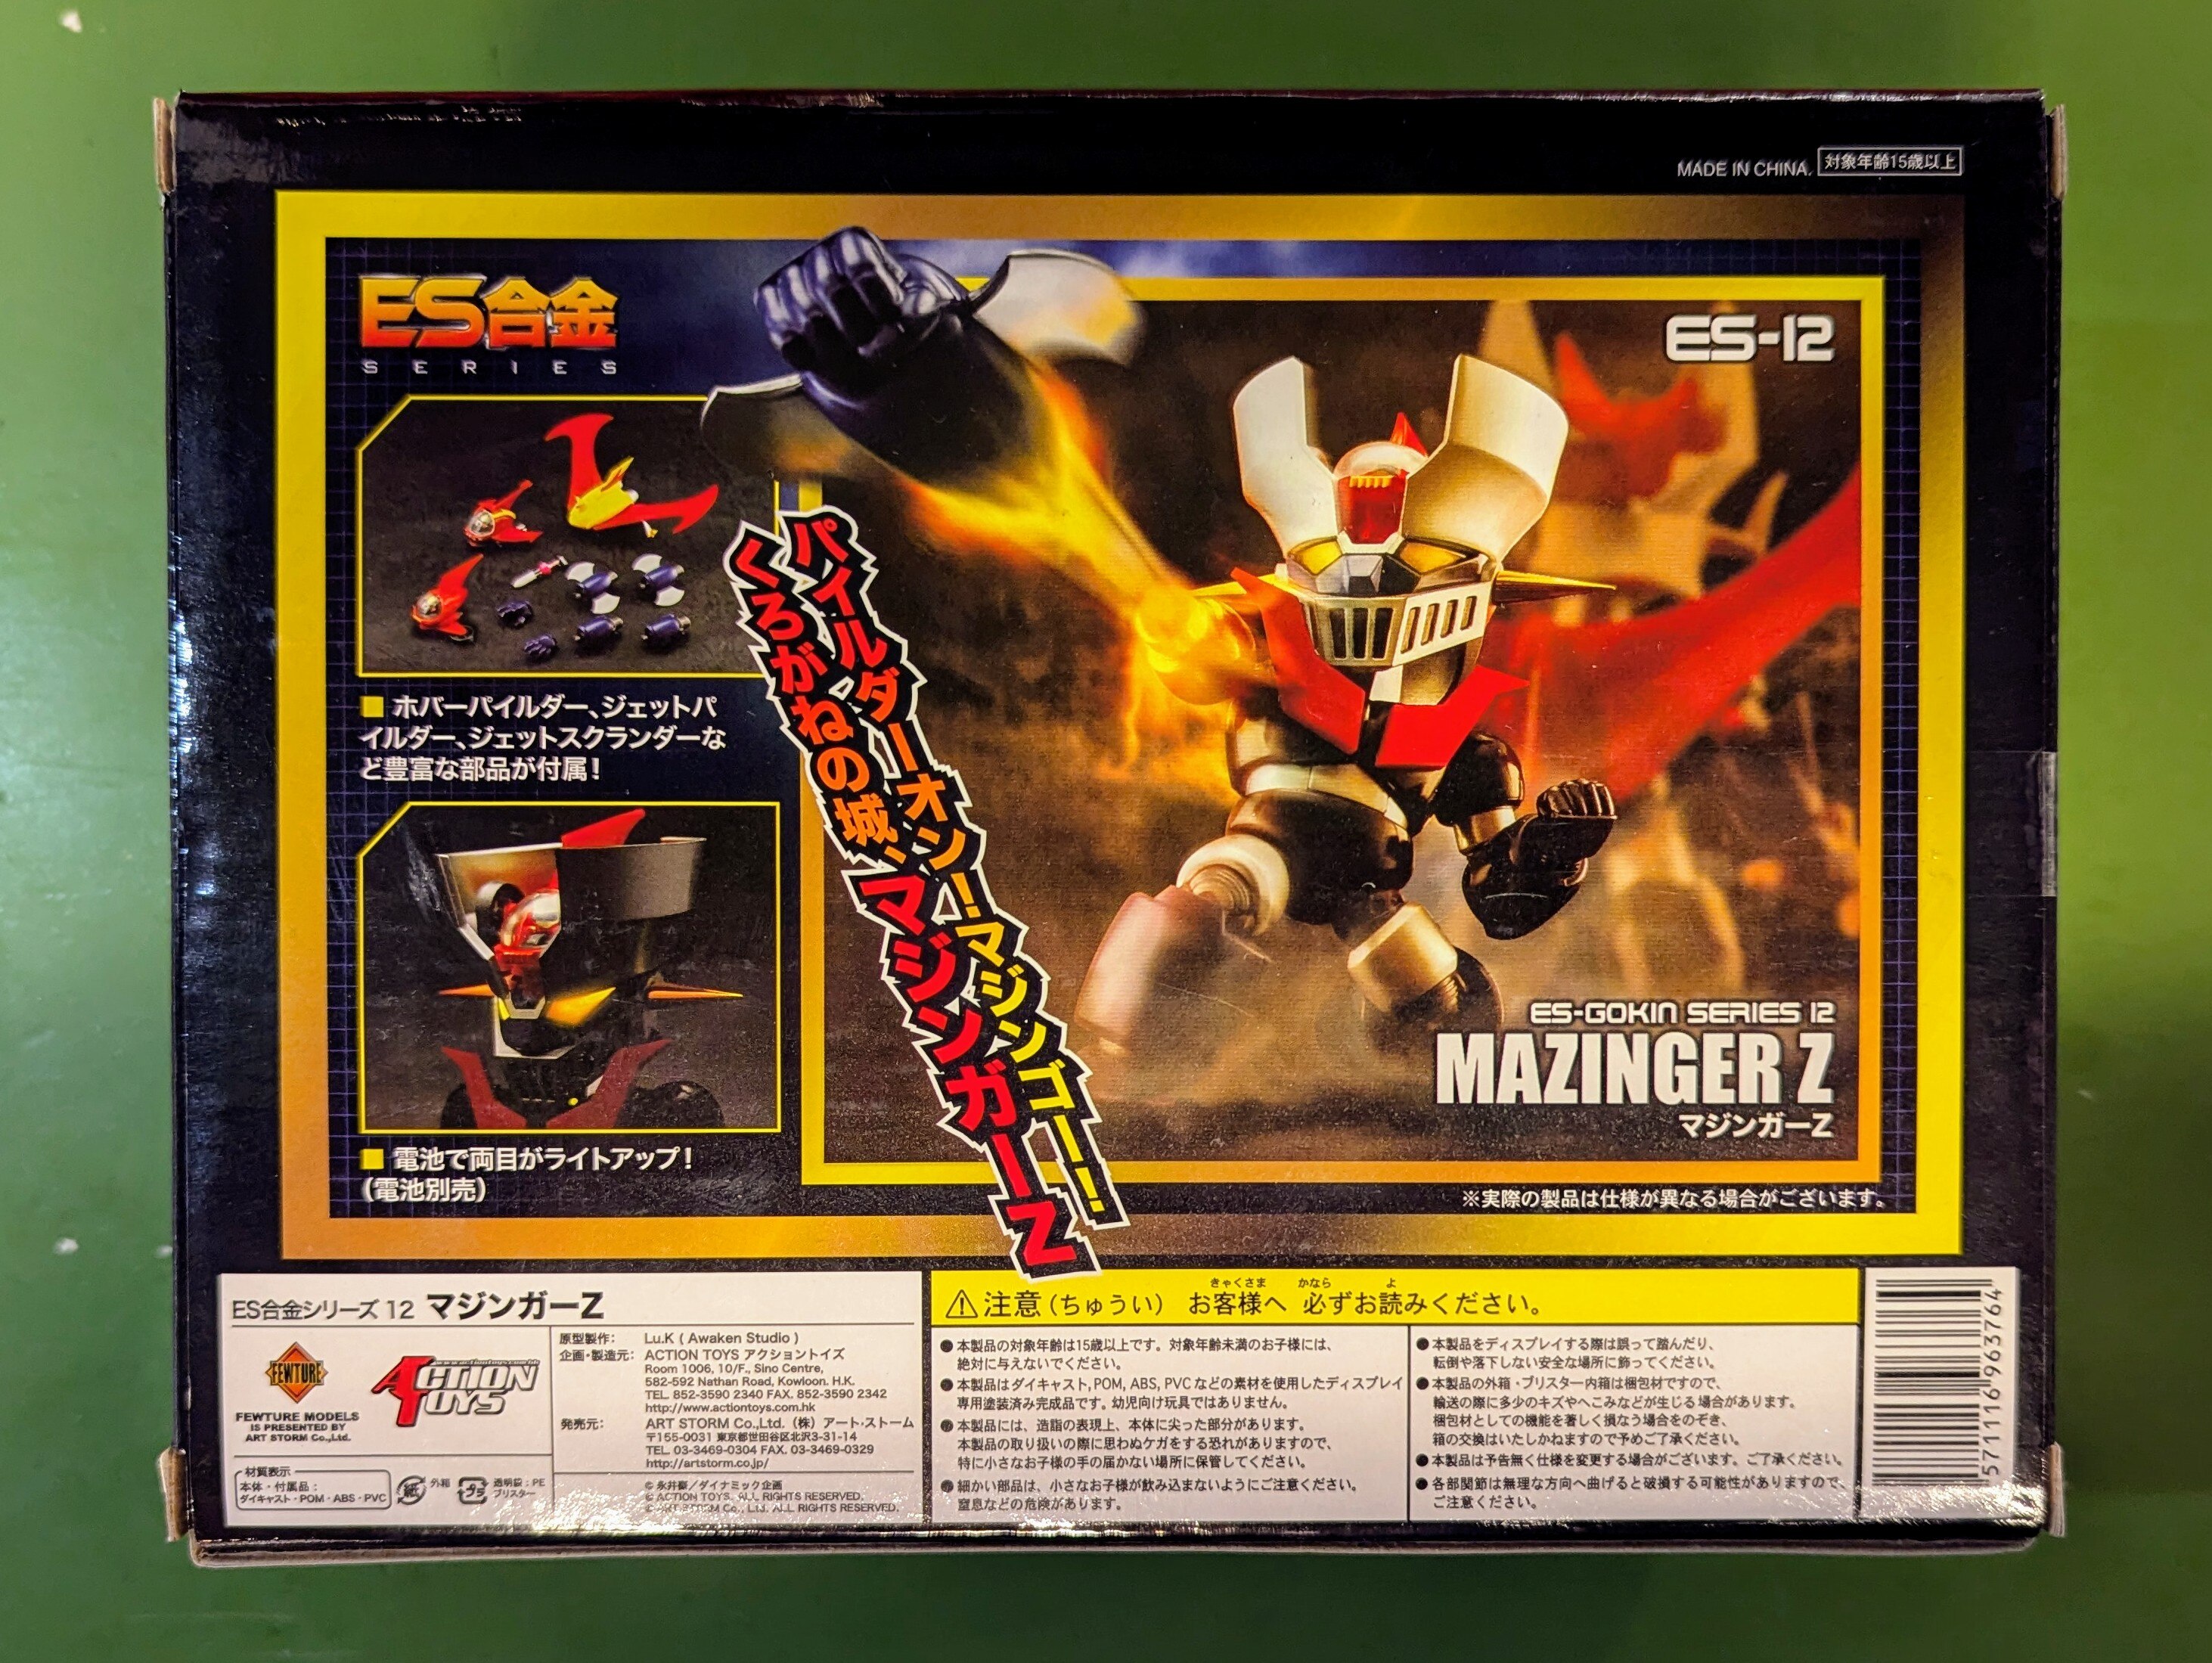 MADE IN CHINA.
対象年齢15歳以上
ES合金
SERIES
ES-12
■ ホバーパイルダー、ジェットパ
イルダー、ジェットスクランダーな
ど豊富な部品が付属！
パイルダーオン！マジンゴー！！
くろがねの城、マジンガーZ
■ 電池で両目がライトアップ！
（電池別売）
ES-GOKIN SERIES 12
MAZINGER Z
マジンガーZ
※実際の製品は仕様が異なる場合がございます。
ES合金シリーズ 12 マジンガーZ
FEWTURE
FEWTURE MODELS
IS PRESENTED BY
ART STORM Co.,Ltd.
ACTION
TOYS
原型製作： Lu.K ( Awaken Studio )
企画・製造元： ACTION TOYS アクショントイズ
Room 1006, 10/F., Sino Centre,
582-592 Nathan Road, Kowloon. H.K.
TEL. 852-3590 2340 FAX. 852-3590 2342
http://www.actiontoys.com.hk
発売元： ART STORM Co.,Ltd.（株）アート・ストーム
〒155-0031 東京都世田谷区北沢3-31-14
TEL. 03-3469-0304 FAX. 03-3469-0329
http://artstorm.co.jp/
© 永井豪／ダイナミック企画
© ACTION TOYS. ALL RIGHTS RESERVED.
© ART STORM Co., Ltd. ALL RIGHTS RESERVED.
材質表示
本体・付属品：
ダイキャスト・POM・ABS・PVC
紙
外箱
プラ
透明袋：PE
ブリスター
⚠注意（ちゅうい） お客様へ 必ずお読みください。
きゃくさま かなら よ
● 本製品の対象年齢は15歳以上です。対象年齢未満のお子様には、
絶対に与えないでください。
● 本製品はダイキャスト, POM, ABS, PVC などの素材を使用したディスプレイ
専用塗装済み完成品です。幼児向け玩具ではありません。
● 本製品には、造詣の表現上、本体に尖った部分があります。
本製品の取り扱いの際に思わぬケガをする恐れがありますので、
特に小さなお子様の手の届かない場所に保管してください。
● 細かい部品は、小さなお子様が飲み込まないようにご注意ください。
窒息などの危険があります。
● 本製品をディスプレイする際は誤って踏んだり、
転倒や落下しない安全な場所に飾ってください。
● 本製品の外箱・ブリスター内箱は梱包材ですので、
輸送の際に多少のキズやへこみなどが生じる場合があります。
梱包材としての機能を著しく損なう場合をのぞき、
箱の交換はいたしかねますので予めご了承ください。
● 本製品は予告無く仕様を変更する場合がございます。ご了承ください。
● 各部関節は無理な方向へ曲げると破損する可能性がありますので、
ご注意ください。
571116963764